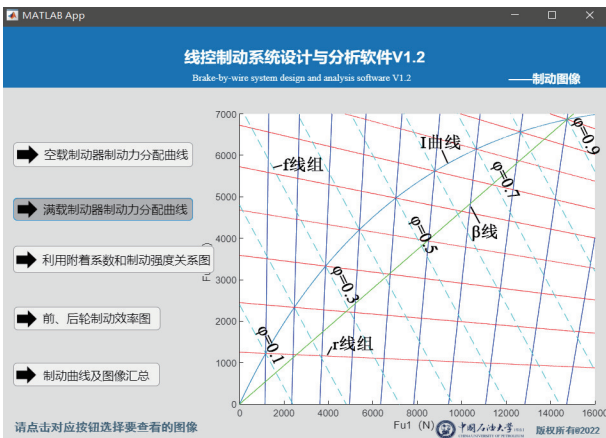 MATLAB App
线控制动系统设计与分析软件V1.2
Brake-by-wire system design and analysis software V1.2
——制动图像
空载制动器制动力分配曲线
满载制动器制动力分配曲线
利用附着系数和制动强度关系图
前、后轮制动效率图
制动曲线及图像汇总
7000
6000
5000
4000
3000
2000
1000
0
0 2000 4000 6000 8000 10000 12000 14000 16000
Fu1 (N)
I曲线
f线组
β线
r线组
φ=0.1
φ=0.3
φ=0.5
φ=0.7
φ=0.9
请点击对应按钮选择要查看的图像
中国石油大学
版权所有@2022